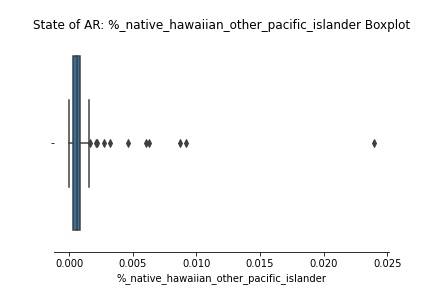 State of AR: %_native_hawaiian_other_pacific_islander Boxplot
0.000 0.005 0.010 0.015 0.020 0.025
%_native_hawaiian_other_pacific_islander